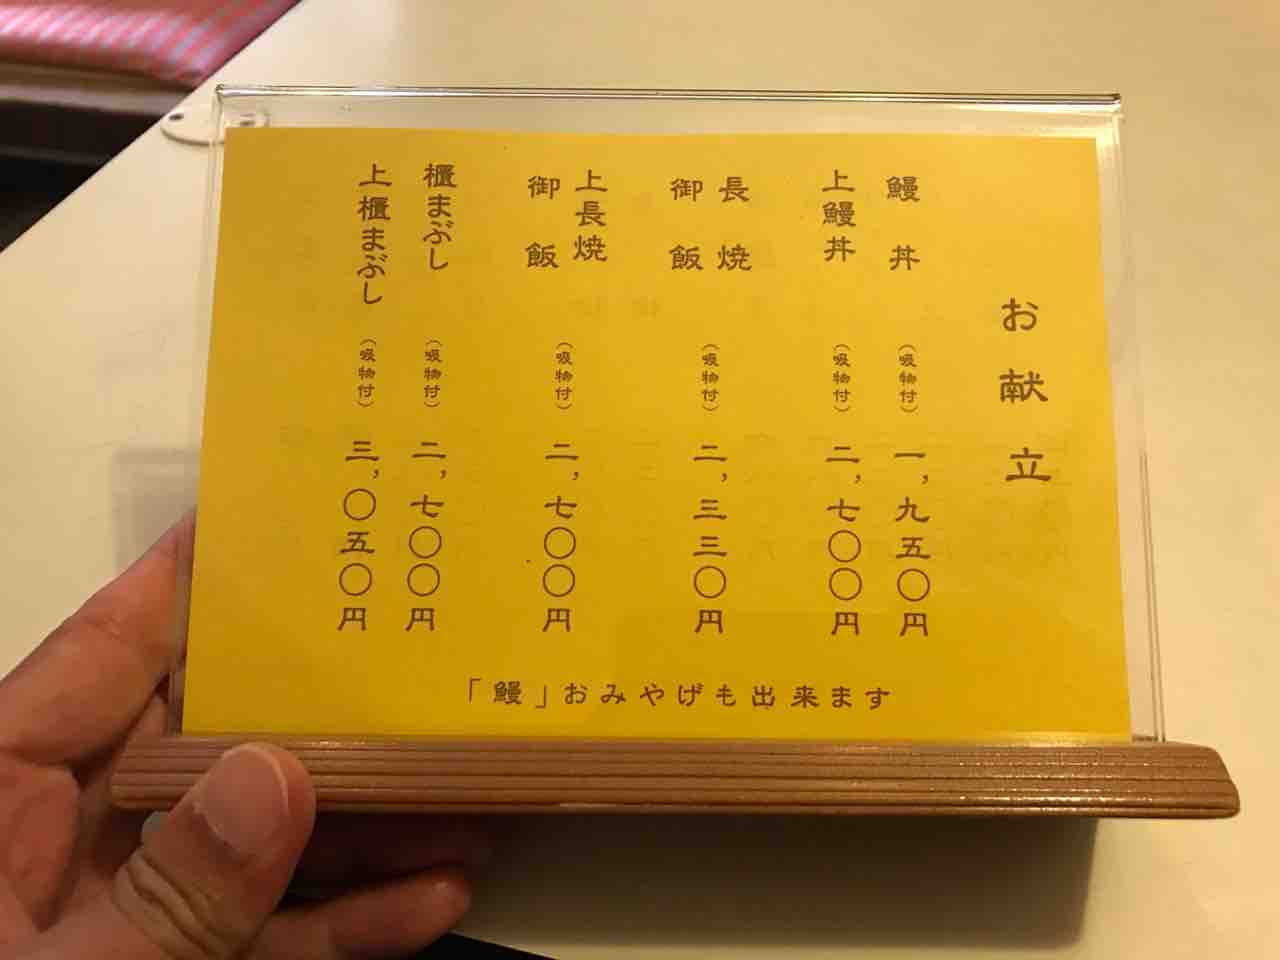 お献立
鰻丼 (吸物付) 一,九五〇円
上鰻丼 (吸物付) 二,七〇〇円
長焼
御飯 (吸物付) 二,三三〇円
上長焼
御飯 (吸物付) 二,七〇〇円
櫃まぶし (吸物付) 二,七〇〇円
上櫃まぶし (吸物付) 三,〇五〇円
「鰻」おみやげも出来ます